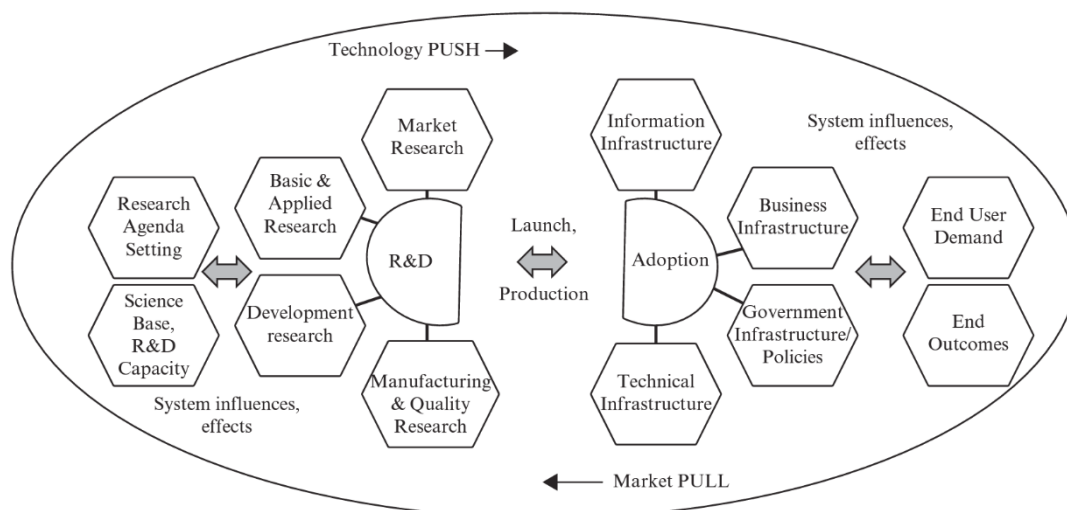 Technology PUSH
Market
Research
Information
Infrastructure
System influences,
effects
Basic &
Applied
Research
Research
Agenda
Setting
Business
Infrastructure
End User
Demand
Launch,
R&D
Adoption
Production
Science
Base,
R&D
Capacity
Development
research
Government
Infrastructure/
Policies
End
Outcomes
Manufacturing
& Quality
Research
Technical
Infrastructure
System influences,
effects
Market PULL